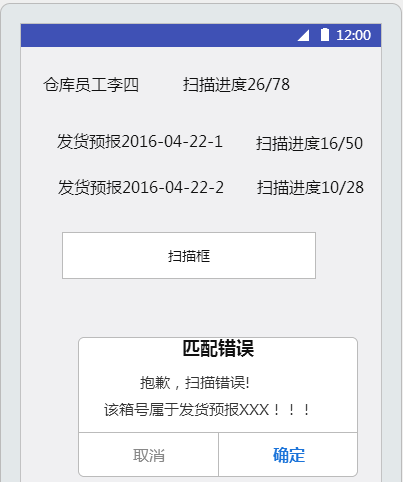 12:00
仓库员工李四 扫描进度26/78
发货预报2016-04-22-1 扫描进度16/50
发货预报2016-04-22-2 扫描进度10/28
扫描框
匹配错误
抱歉，扫描错误!
该箱号属于发货预报XXX！！！
取消 确定